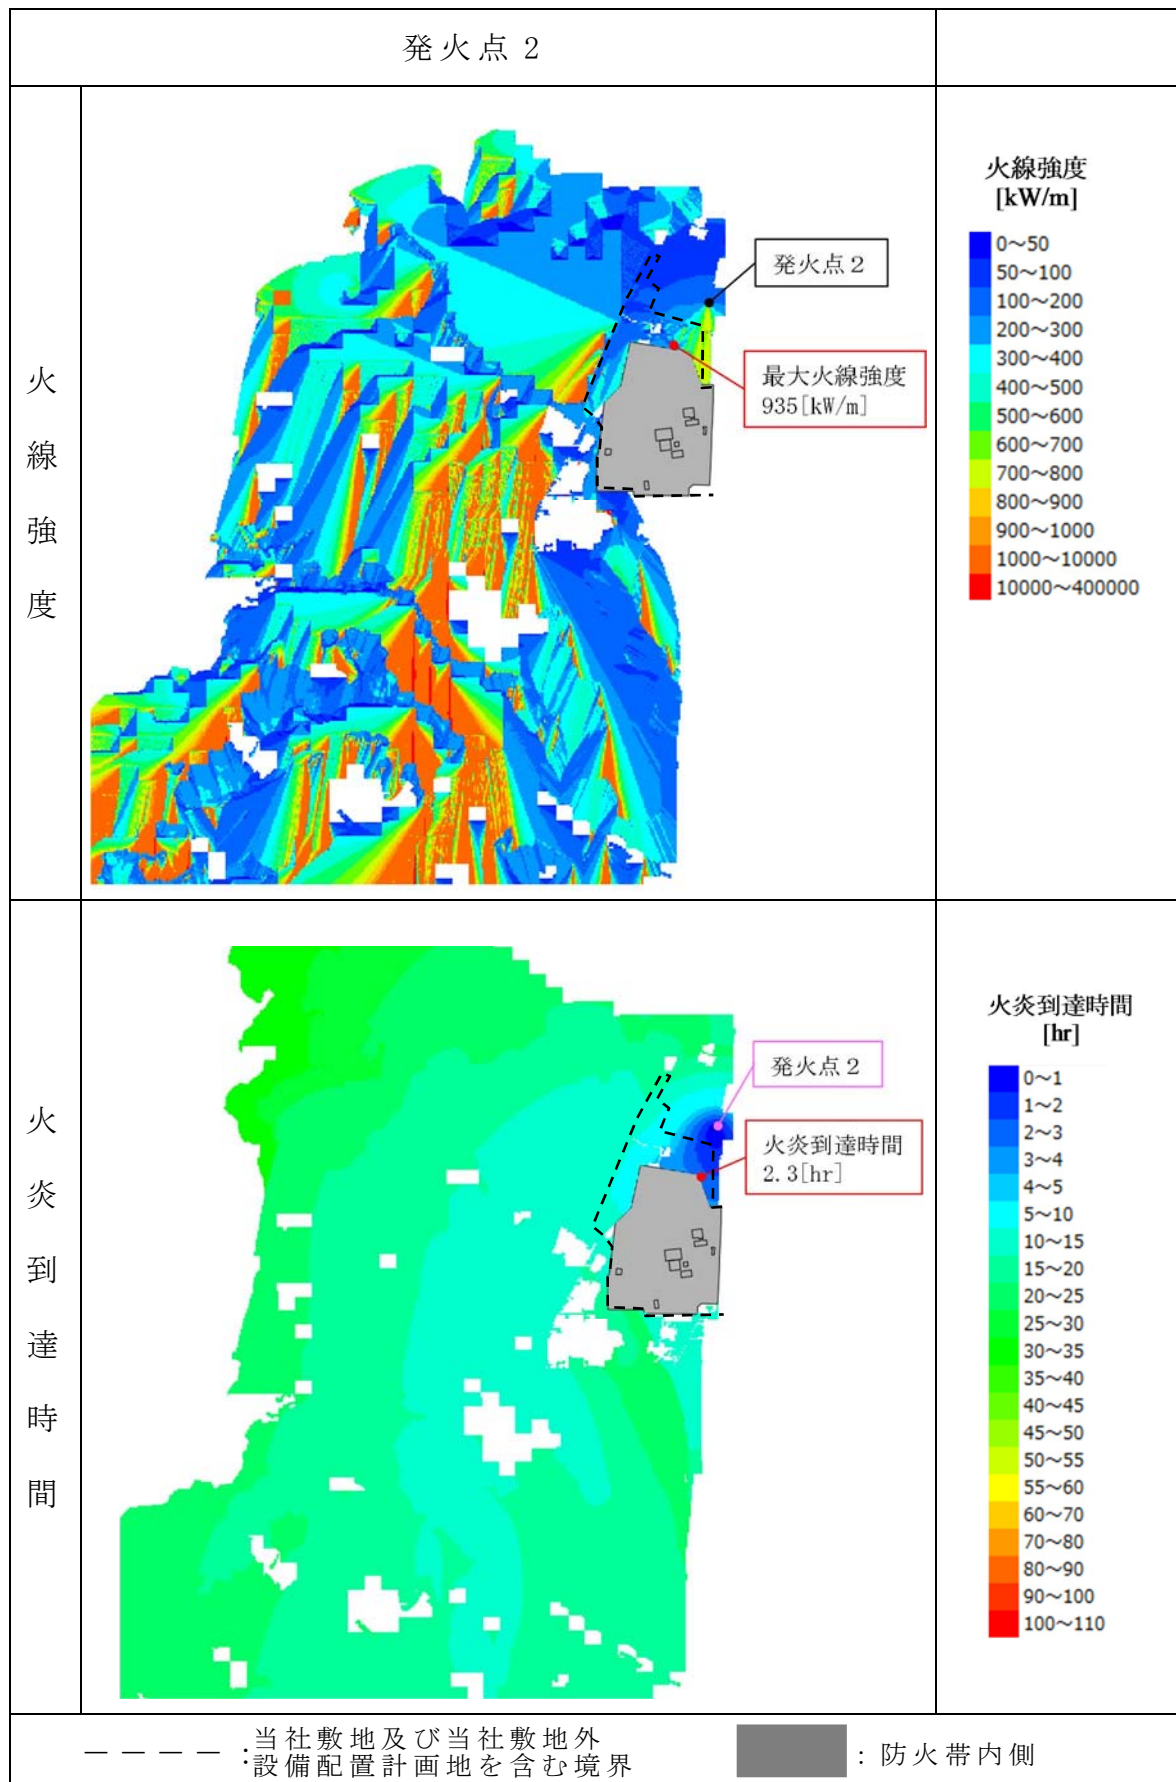 発火点 2
火線強度
火線強度
[kW/m]
0～50
50～100
100～200
200～300
300～400
400～500
500～600
600～700
700～800
800～900
900～1000
1000～10000
10000～400000
発火点 2
最大火線強度
935[kW/m]
火炎到達時間
火炎到達時間
[hr]
0～1
1～2
2～3
3～4
4～5
5～10
10～15
15～20
20～25
25～30
30～35
35～40
40～45
45～50
50～55
55～60
60～70
70～80
80～90
90～100
100～110
発火点 2
火炎到達時間
2.3[hr]
：当社敷地及び当社敷地外
設備配置計画地を含む境界
：防火帯内側